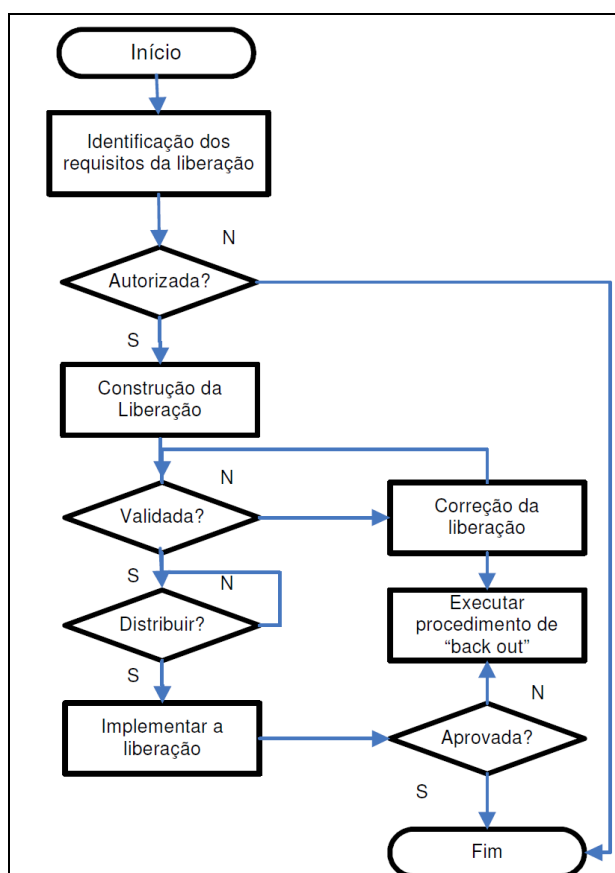 Início
Identificação dos
requisitos da liberação
N
Autorizada?
S
Construção da
Liberação
N
Validada?
Correção da
liberação
S
N
Distribuir?
Executar
procedimento de
“back out”
S
N
Implementar a
liberação
Aprovada?
S
Fim